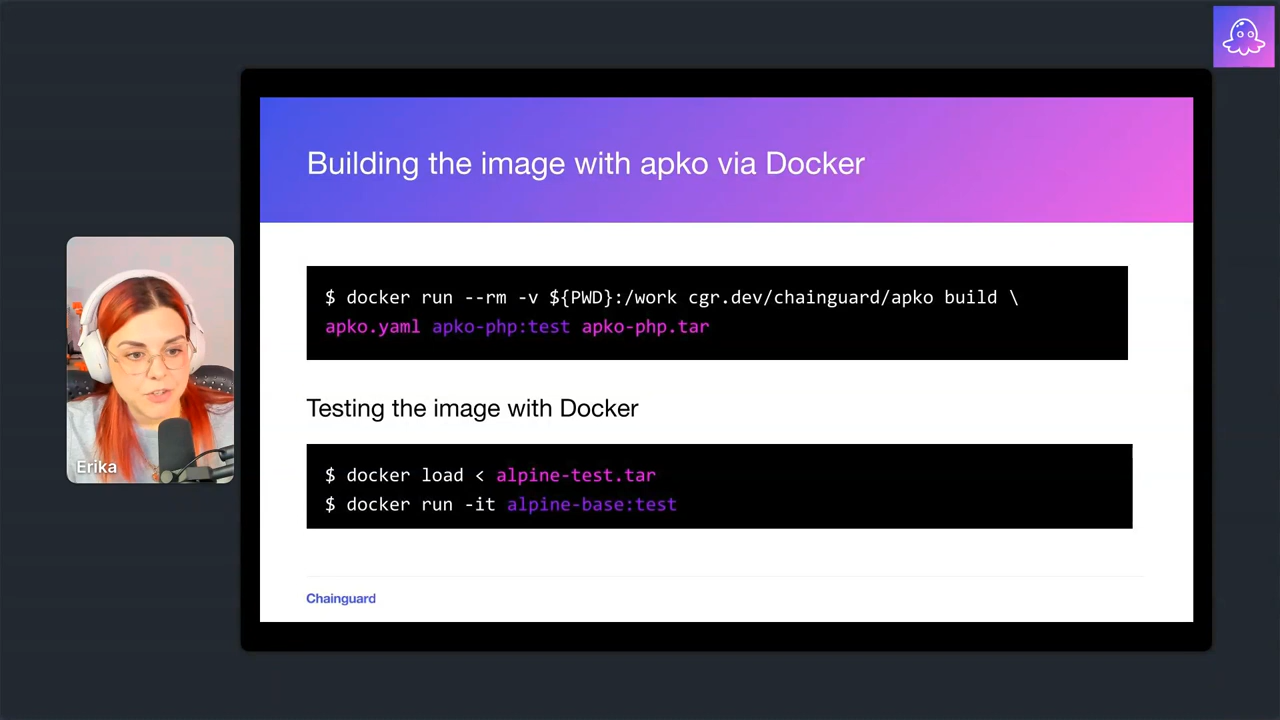 Building the image with apko via Docker
$ docker run --rm -v ${PWD}:/work cgr.dev/chainguard/apko build \
apko.yaml apko-php:test apko-php.tar
Testing the image with Docker
$ docker load < alpine-test.tar
$ docker run -it alpine-base:test
Chainguard
Erika